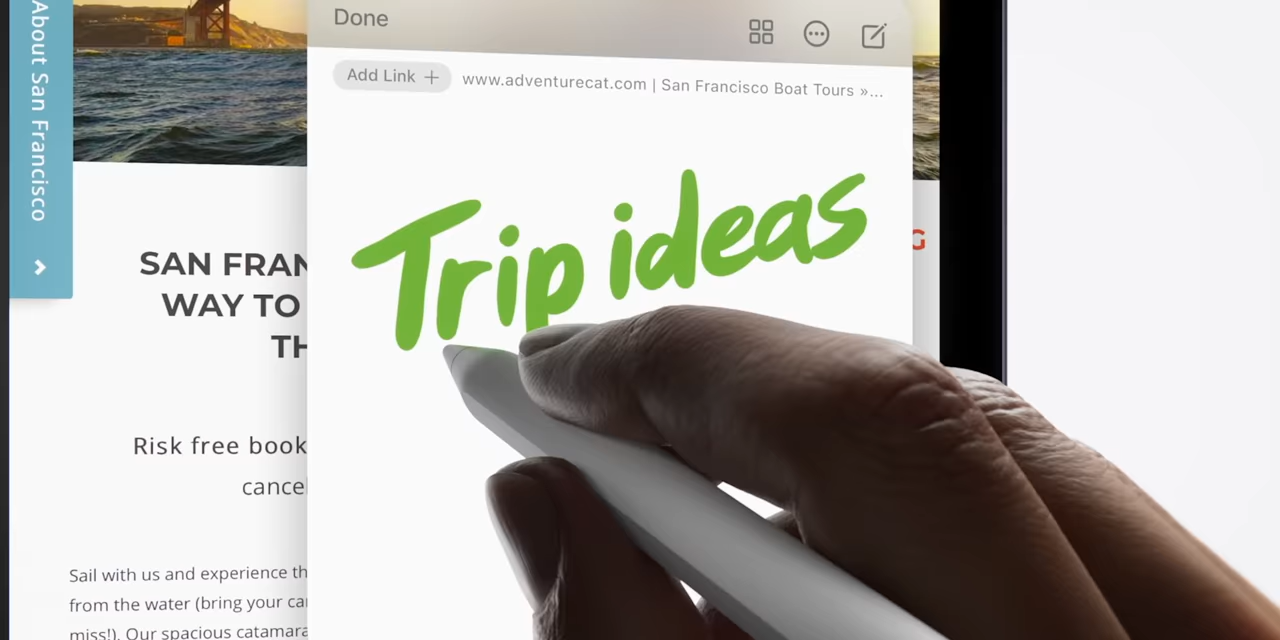 About San Francisco
Done
Add Link +
www.adventurecat.com | San Francisco Boat Tours »...
Trip ideas
SAN FRAN
WAY TO
TH
G
Risk free book
cancel
Sail with us and experience th
from the water (bring your ca
miss!). Our spacious catamara